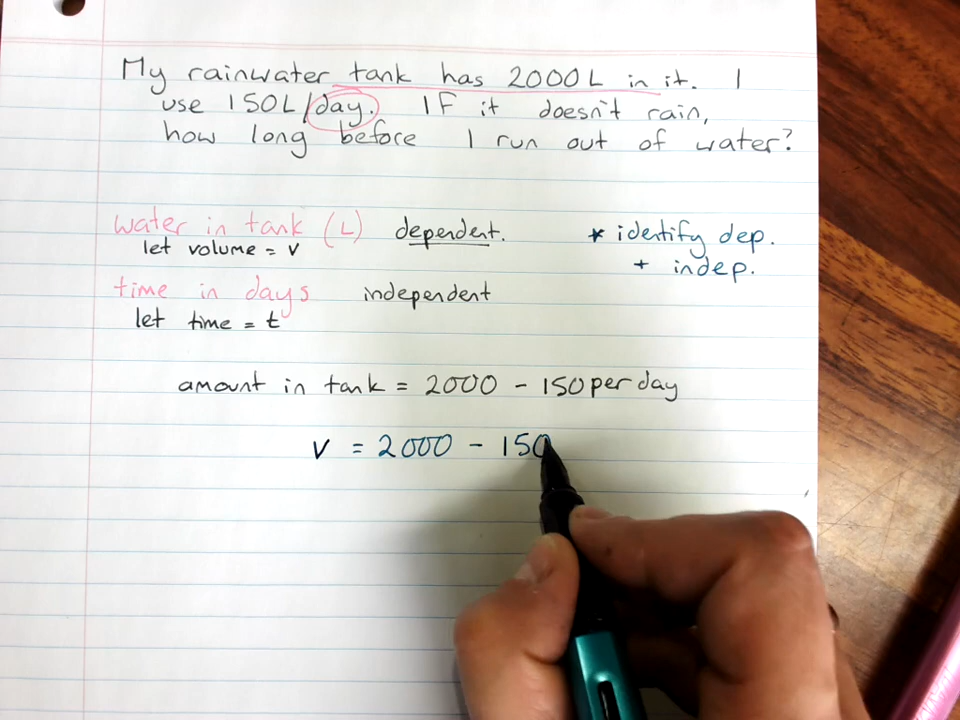 My rainwater tank has 2000L in it. I
use 150L/day. IF it doesn't rain,
how long before I run out of water?
water in tank (L) dependent. * identify dep.
let volume = v + indep.
time in days independent
let time = t
amount in tank = 2000 - 150 per day
v = 2000 - 150